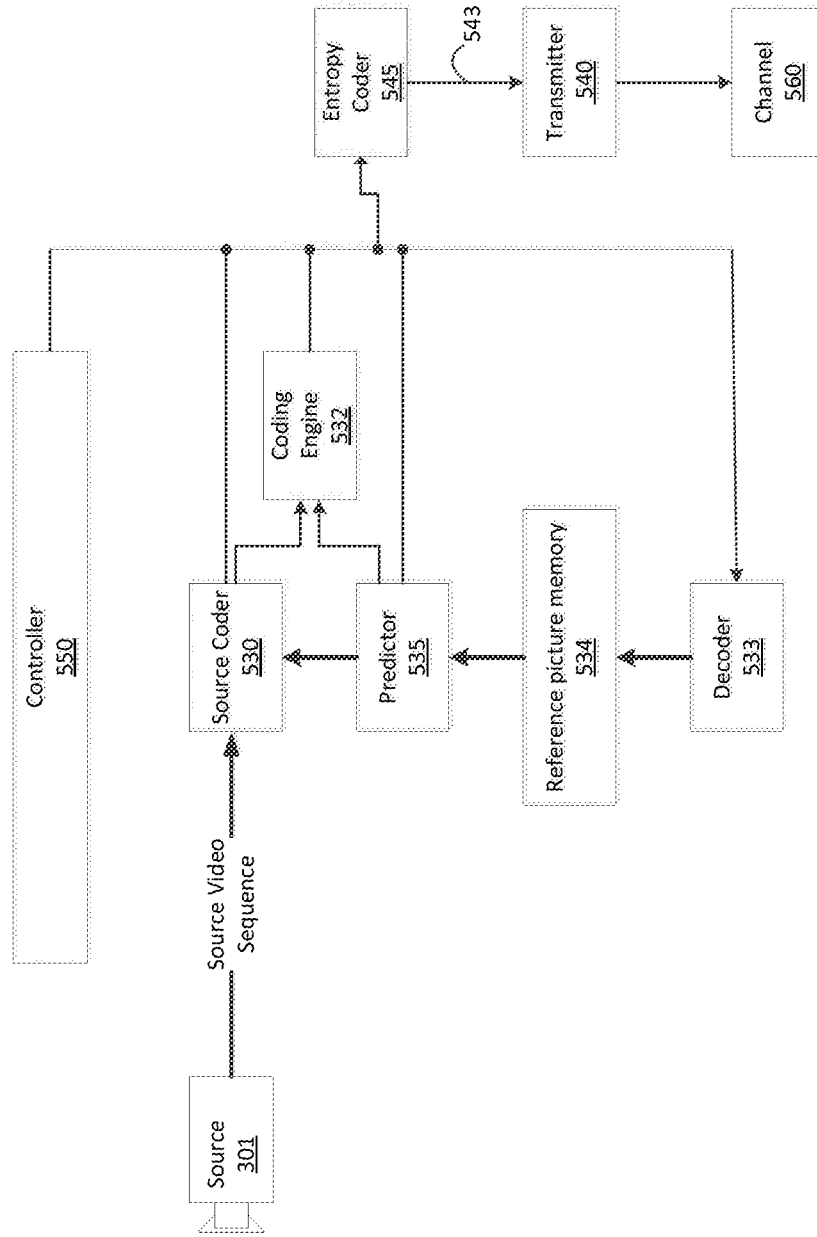 Controller
550
Source
301
Source Video
Sequence
Source Coder
530
Coding
Engine
532
Predictor
535
Reference picture memory
534
Decoder
533
Entropy
Coder
545
543
Transmitter
540
Channel
560